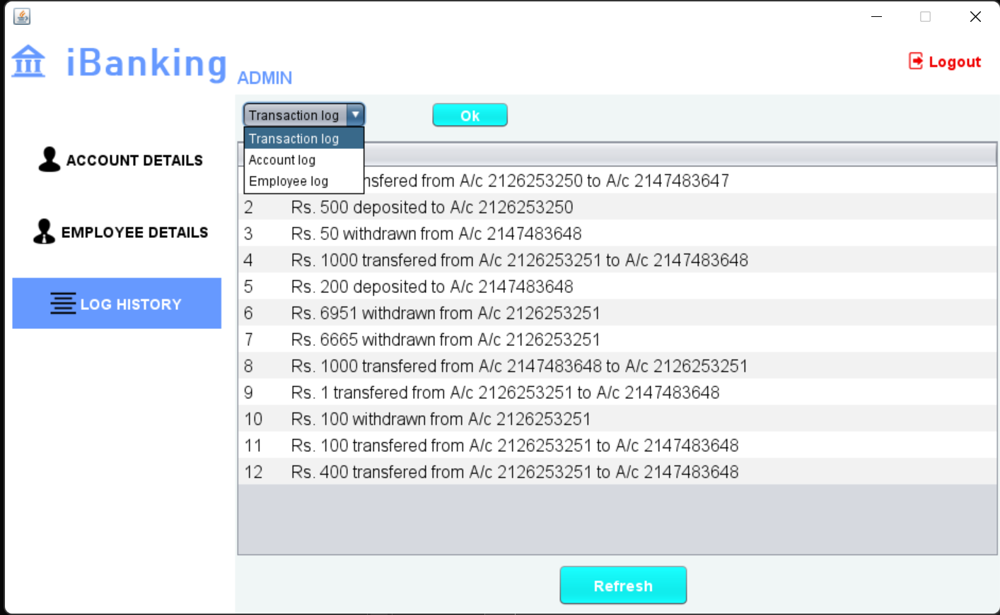 iBanking
ADMIN
Logout
Transaction log
Ok
Transaction log
Account log
Employee log
ACCOUNT DETAILS
EMPLOYEE DETAILS
LOG HISTORY
from A/c 2126253250 to A/c 2147483647
2 Rs. 500 deposited to A/c 2126253250
3 Rs. 50 withdrawn from A/c 2147483648
4 Rs. 1000 transfered from A/c 2126253251 to A/c 2147483648
5 Rs. 200 deposited to A/c 2147483648
6 Rs. 6951 withdrawn from A/c 2126253251
7 Rs. 6665 withdrawn from A/c 2126253251
8 Rs. 1000 transfered from A/c 2147483648 to A/c 2126253251
9 Rs. 1 transfered from A/c 2126253251 to A/c 2147483648
10 Rs. 100 withdrawn from A/c 2126253251
11 Rs. 100 transfered from A/c 2126253251 to A/c 2147483648
12 Rs. 400 transfered from A/c 2126253251 to A/c 2147483648
Refresh